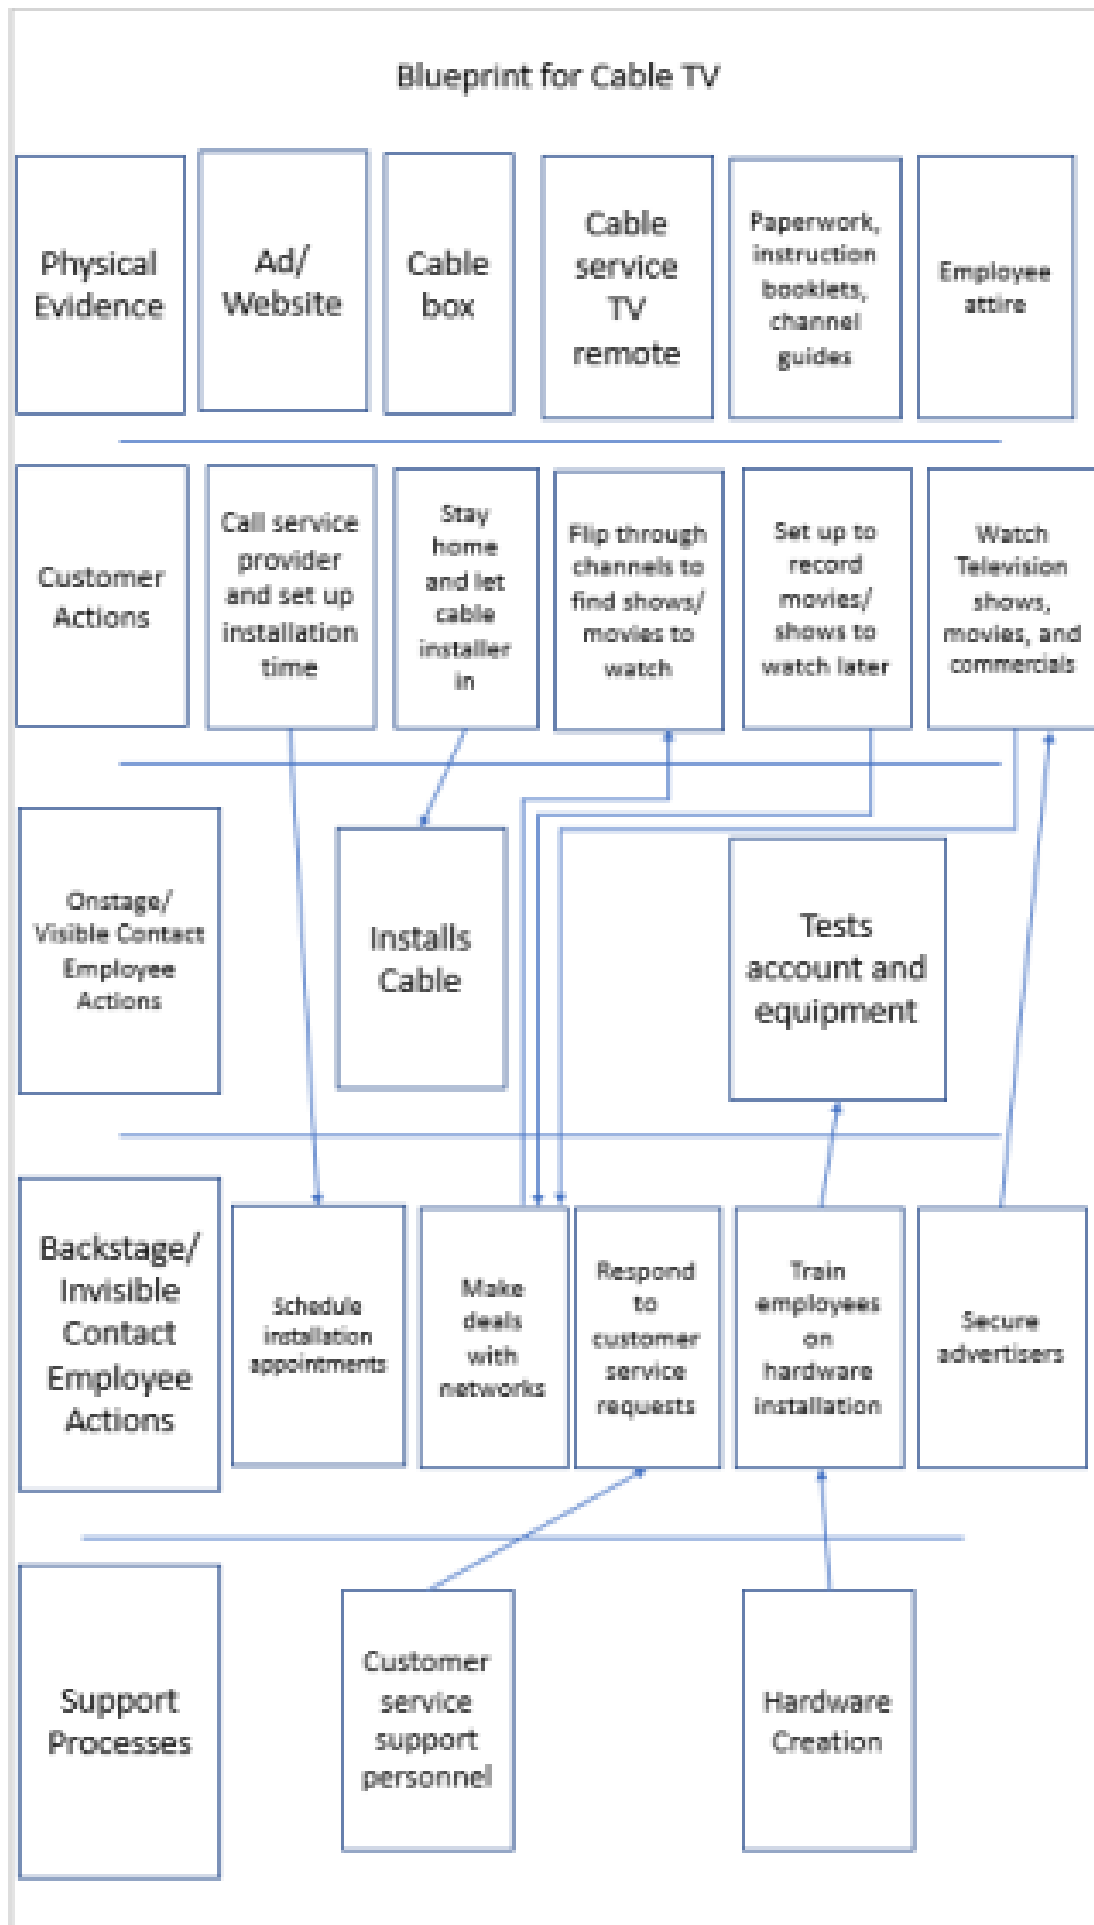 Blueprint for Cable TV
Physical
Evidence
Ad/
Website
Cable
box
Cable
service
TV
remote
Paperwork,
instruction
booklets,
channel
guides
Employee
attire
Customer
Actions
Call service
provider
and set up
installation
time
Stay
home
and let
cable
installer
in
Flip through
channels to
find shows/
movies to
watch
Set up to
record
movies/
shows to
watch later
Watch
Television
shows,
movies, and
commercials
Onstage/
Visible Contact
Employee
Actions
Installs
Cable
Tests
account and
equipment
Backstage/
Invisible
Contact
Employee
Actions
Schedule
installation
appointments
Make
deals
with
networks
Respond
to
customer
service
requests
Train
employees
on
hardware
installation
Secure
advertisers
Support
Processes
Customer
service
support
personnel
Hardware
Creation